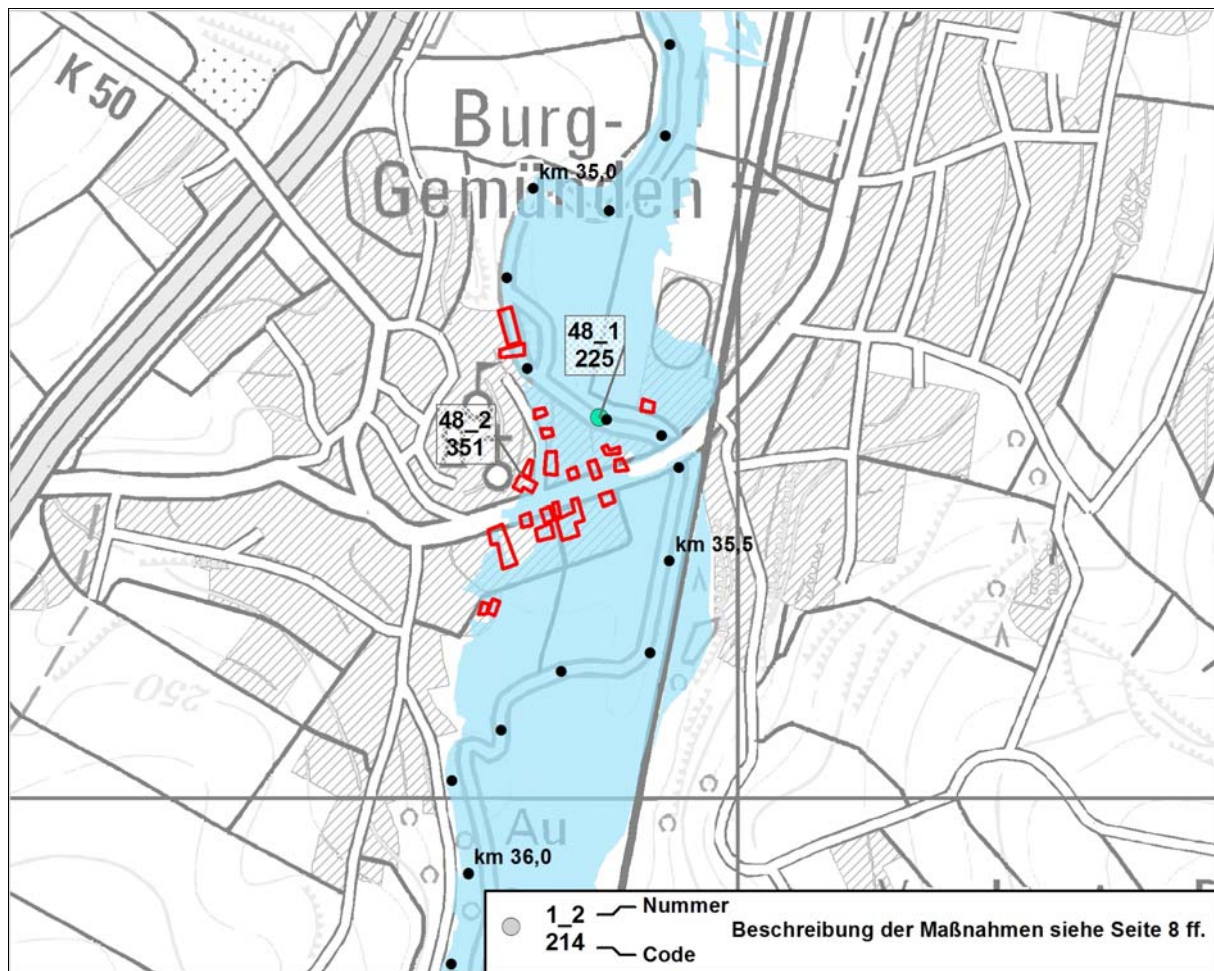 K 50
Burg-
Gemünden
km 35,0
250
48_1
225
48_2
351
km 35,5
250
Au
km 36,0
1_2
Nummer
214
Code
Beschreibung der Maßnahmen siehe Seite 8 ff.